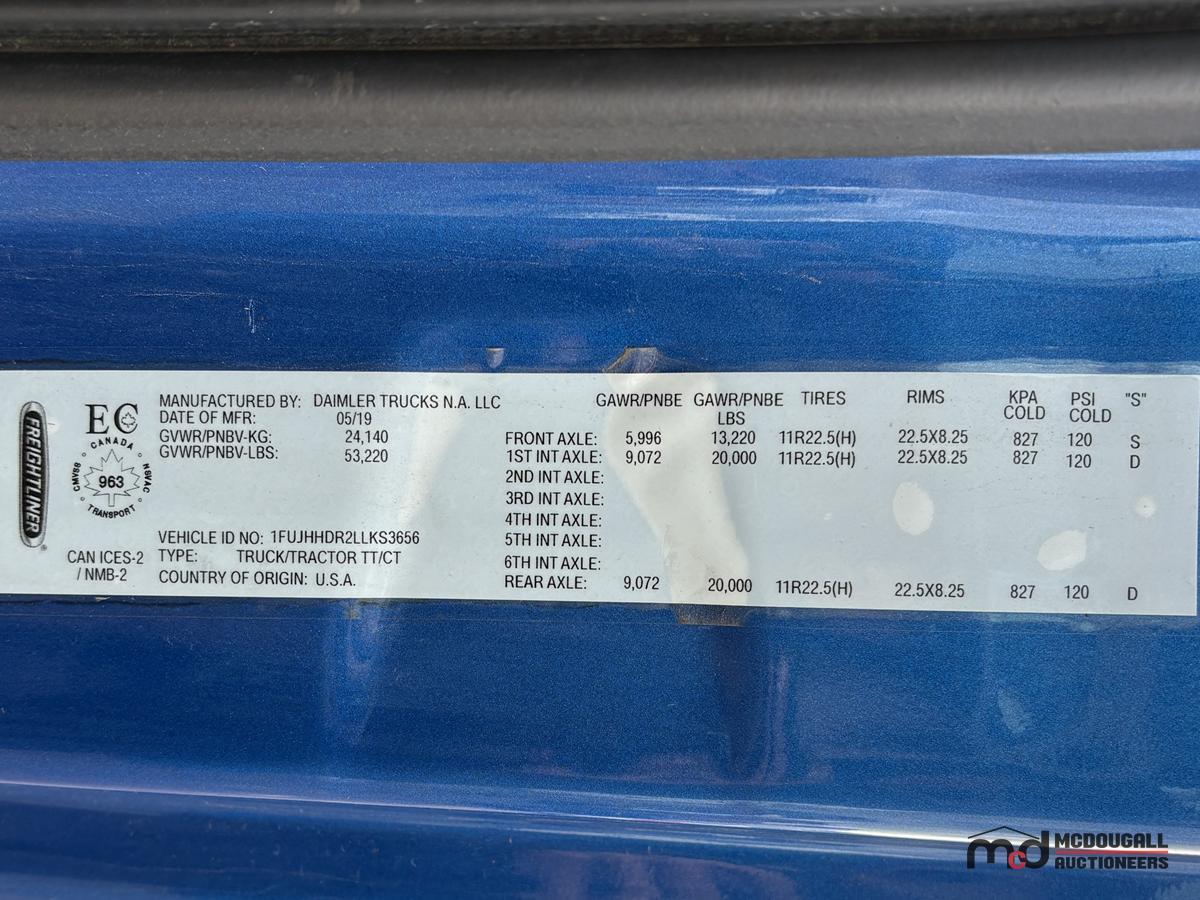 FREIGHTLINER
EC
CANADA
CMVSS NSVAC
963
TRANSPORT
CAN ICES-2
/ NMB-2
MANUFACTURED BY: DAIMLER TRUCKS N.A. LLC
DATE OF MFR: 05/19
GVWR/PNBV-KG: 24,140
GVWR/PNBV-LBS: 53,220
VEHICLE ID NO: 1FUJHHDR2LLKS3656
TYPE: TRUCK/TRACTOR TT/CT
COUNTRY OF ORIGIN: U.S.A.
GAWR/PNBE GAWR/PNBE TIRES RIMS KPA PSI "S"
LBS COLD COLD
FRONT AXLE: 5,996 13,220 11R22.5(H) 22.5X8.25 827 120 S
1ST INT AXLE: 9,072 20,000 11R22.5(H) 22.5X8.25 827 120 D
2ND INT AXLE:
3RD INT AXLE:
4TH INT AXLE:
5TH INT AXLE:
6TH INT AXLE:
REAR AXLE: 9,072 20,000 11R22.5(H) 22.5X8.25 827 120 D
mcd MCDOUGALL
AUCTIONEERS